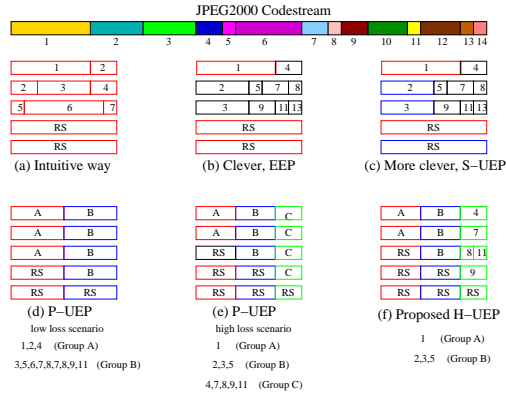 JPEG2000 Codestream
1 2 3 4 5 6 7 8 9 10 11 12 13 14
1 2 1 4 1 4
2 3 4 2 5 7 8 2 5 7 8
5 6 7 3 9 11 13 3 9 11 13
RS RS RS
RS RS RS
(a) Intuitive way (b) Clever, EEP (c) More clever, S-UEP
A B A B C A B 4
A B A B C A B 7
A B RS B C RS B 8 11
RS B RS RS C RS RS 9
RS RS RS RS RS RS RS RS
(d) P-UEP (e) P-UEP (f) Proposed H-UEP
low loss scenario high loss scenario
1,2,4 (Group A) 1 (Group A) 1 (Group A)
3,5,6,7,8,7,8,9,11 (Group B) 2,3,5 (Group B) 2,3,5 (Group B)
4,7,8,9,11 (Group C)